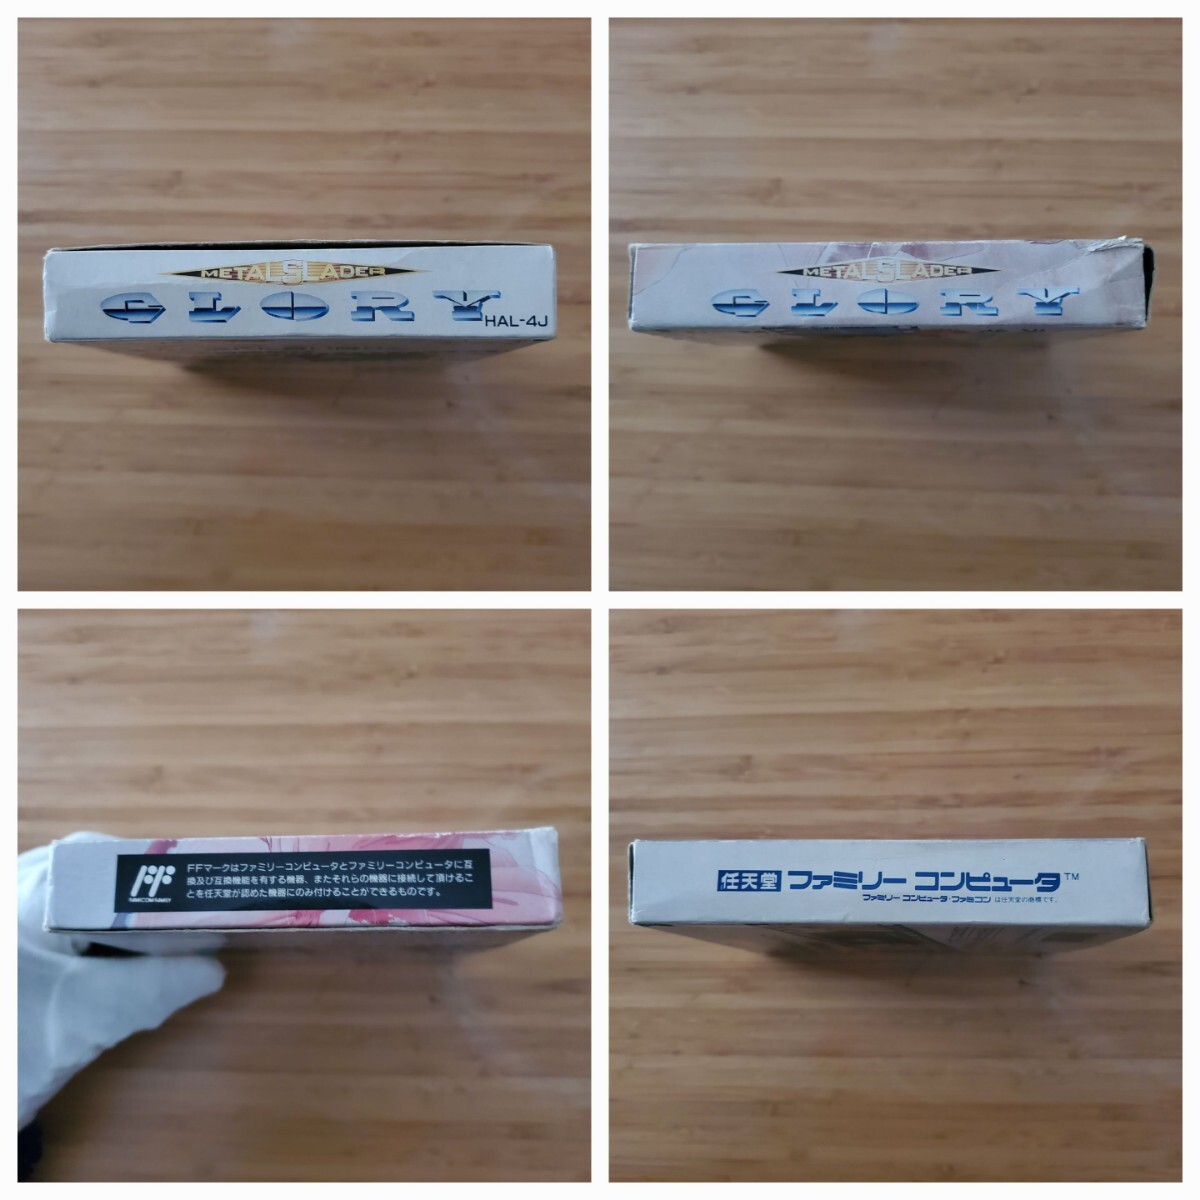 METAL SLADER
GLORY
HAL-4J
METAL SLADER
GLORY
FF
FAMICOM FAMILY
FFマークはファミリーコンピュータとファミリーコンピュータに互
換及び互換機能を有する機器、またそれらの機器に接続して頂けるこ
とを任天堂が認めた機器にのみ付けることができるものです。
任天堂 ファミリー コンピュータ™
ファミリー コンピュータ・ファミコン は任天堂の商標です。